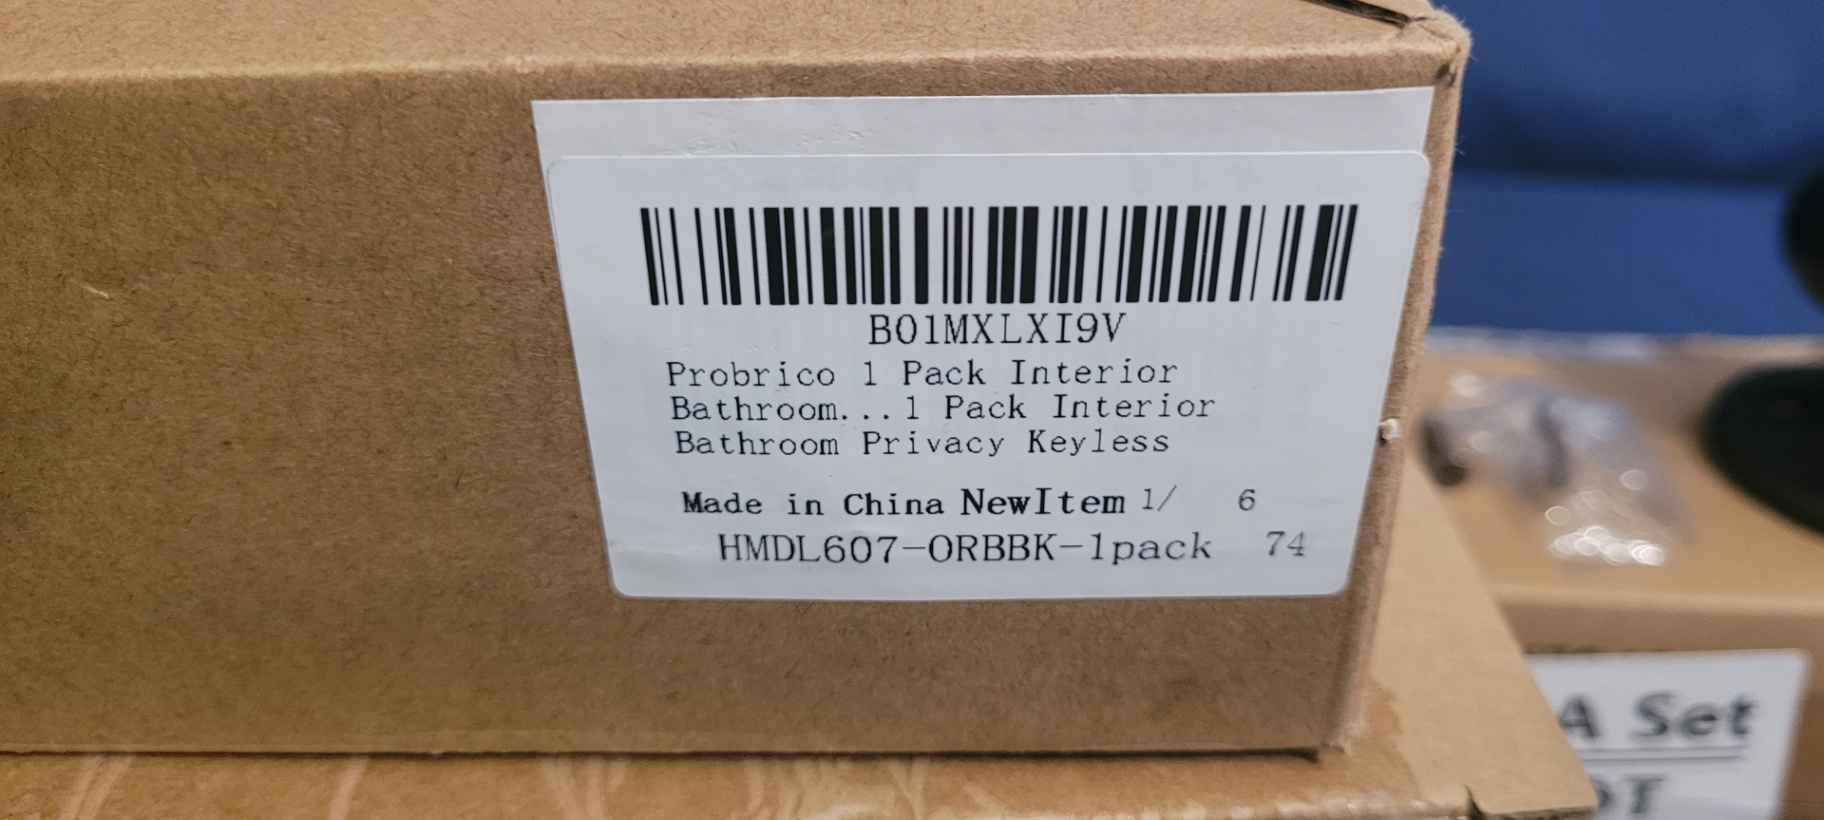 B01MXLXI9V
Probrico 1 Pack Interior
Bathroom...1 Pack Interior
Bathroom Privacy Keyless
Made in China NewItem 1/ 6
HMDL607-ORBBK-1pack 74
A Set